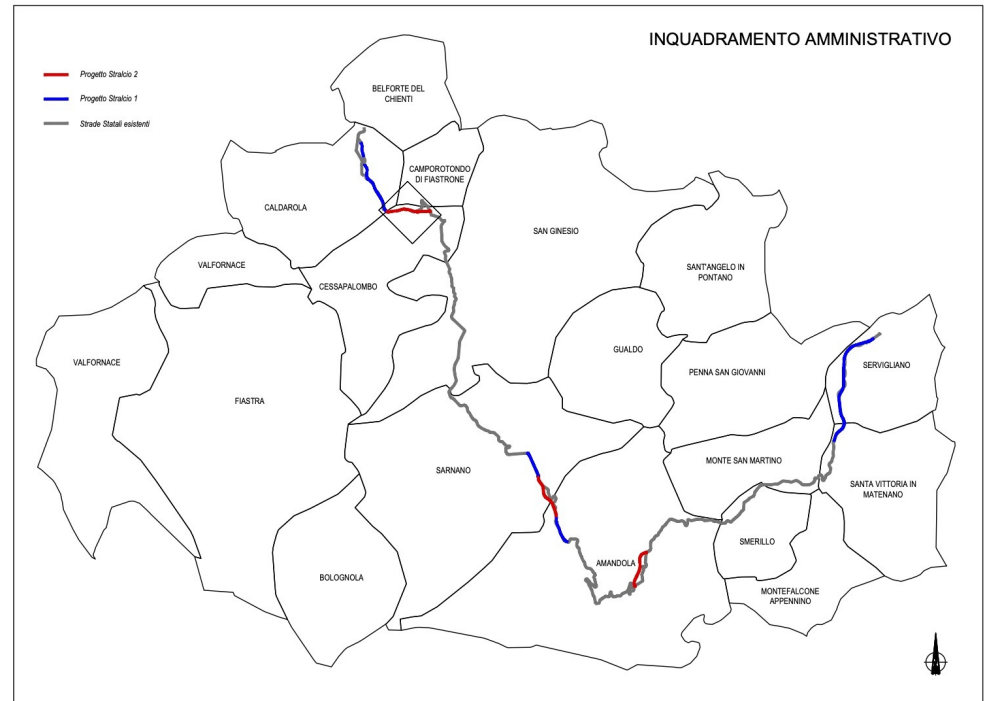 INQUADRAMENTO AMMINISTRATIVO
Progetto Stralcio 2
Progetto Stralcio 1
Strade Statali esistenti
BELFORTE DEL
CHIENTI
CAMPOROTONDO
DI FIASTRONE
CALDAROLA
SAN GINESIO
VALFORNACE
SANT'ANGELO IN
PONTANO
CESSAPALOMBO
GUALDO
VALFORNACE
PENNA SAN GIOVANNI
SERVIGLIANO
FIASTRA
MONTE SAN MARTINO
SARNANO
SANTA VITTORIA IN
MATENANO
SMERILLO
AMANDOLA
BOLOGNOLA
MONTEFALCONE
APPENNINO